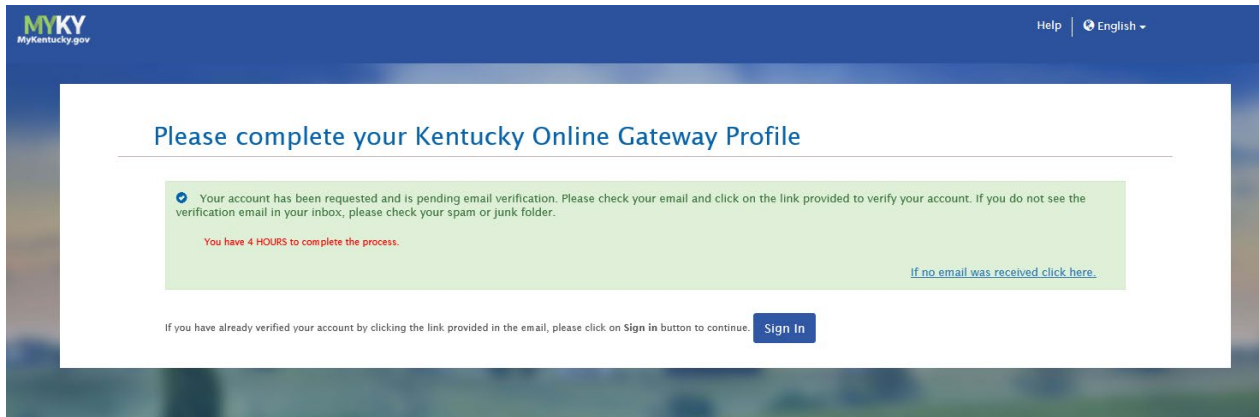 MYKY
MyKentucky.gov
Help
English
Please complete your Kentucky Online Gateway Profile
Your account has been requested and is pending email verification. Please check your email and click on the link provided to verify your account. If you do not see the
verification email in your inbox, please check your spam or junk folder.
You have 4 HOURS to complete the process.
If no email was received click here.
If you have already verified your account by clicking the link provided in the email, please click on Sign in button to continue.
Sign In